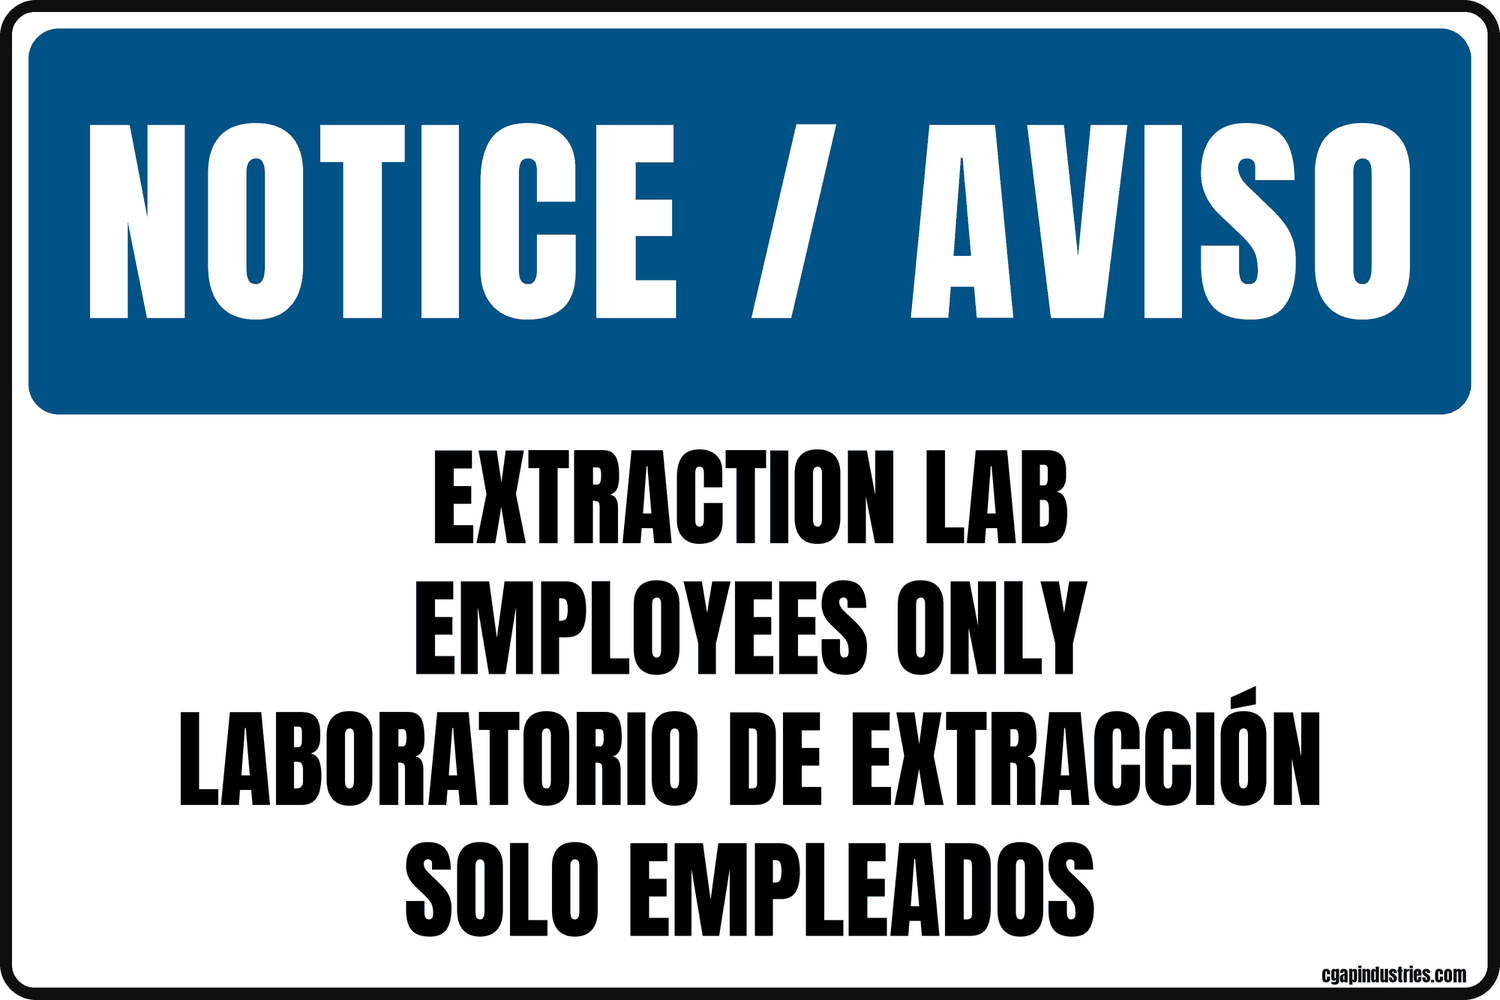 NOTICE / AVISO
EXTRACTION LAB
EMPLOYEES ONLY
LABORATORIO DE EXTRACCIÓN
SOLO EMPLEADOS
cgapindustries.com